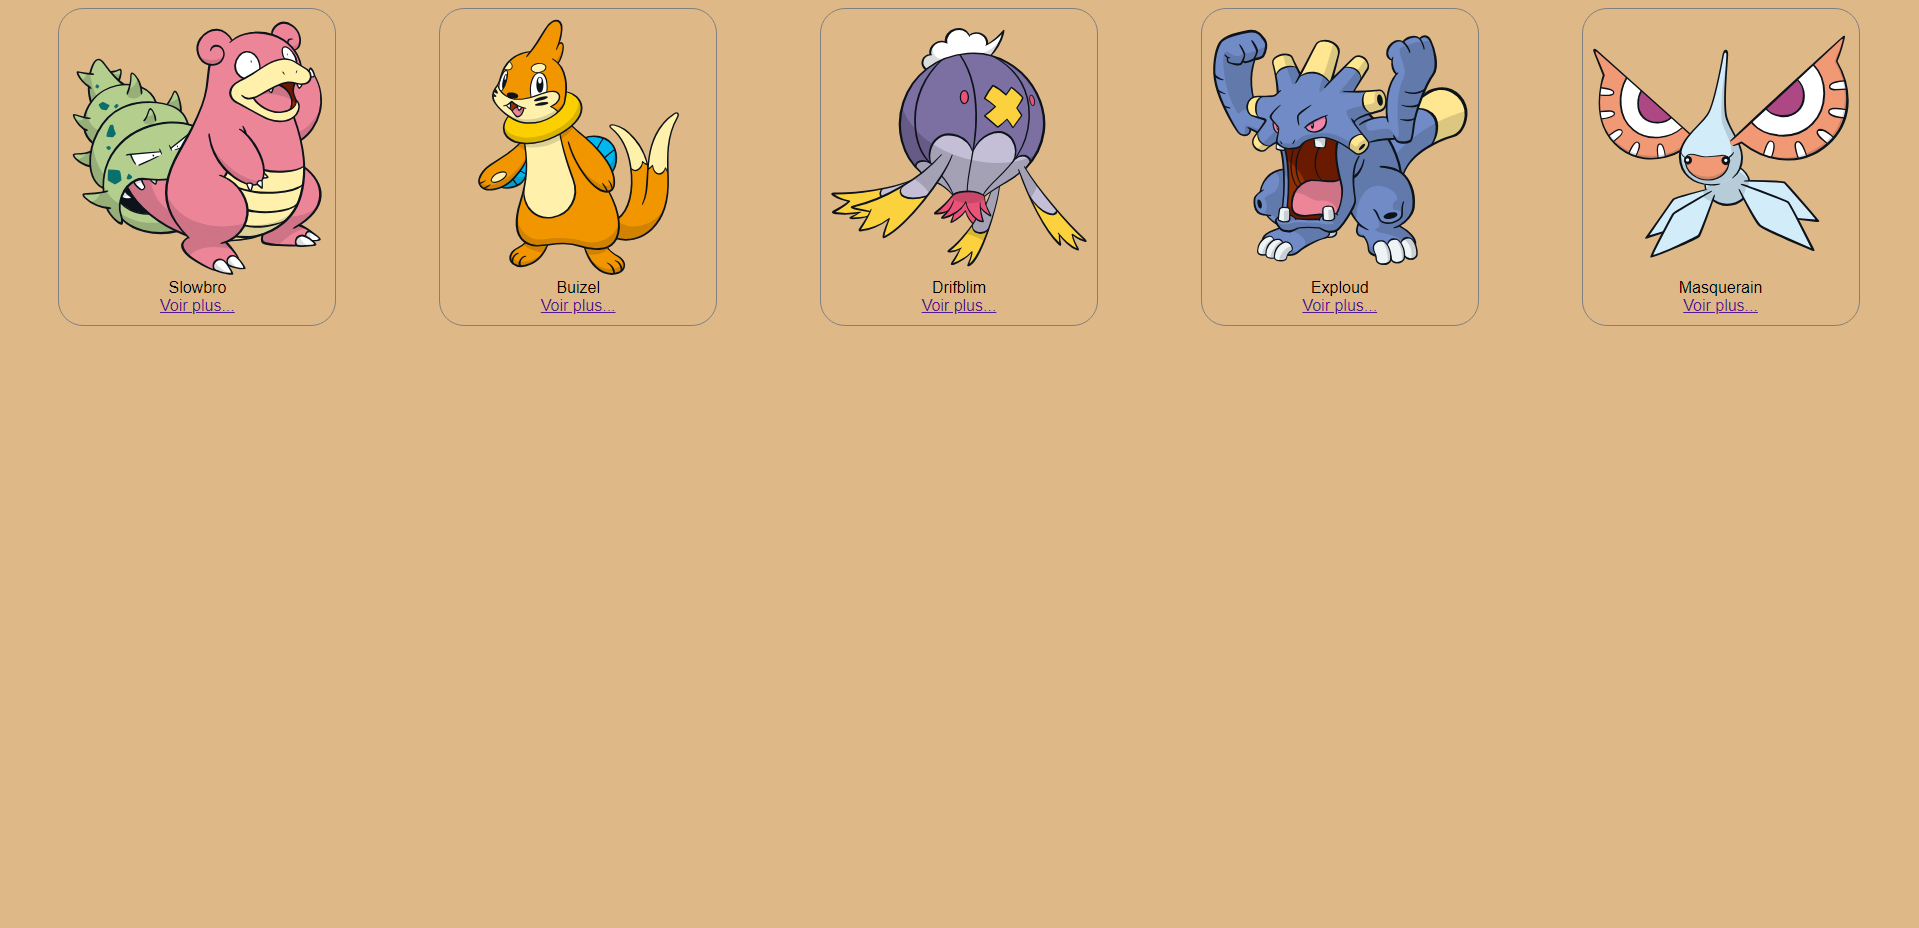 Slowbro
Voir plus...
Buizel
Voir plus...
Drifblim
Voir plus...
Exploud
Voir plus...
Masquerain
Voir plus...